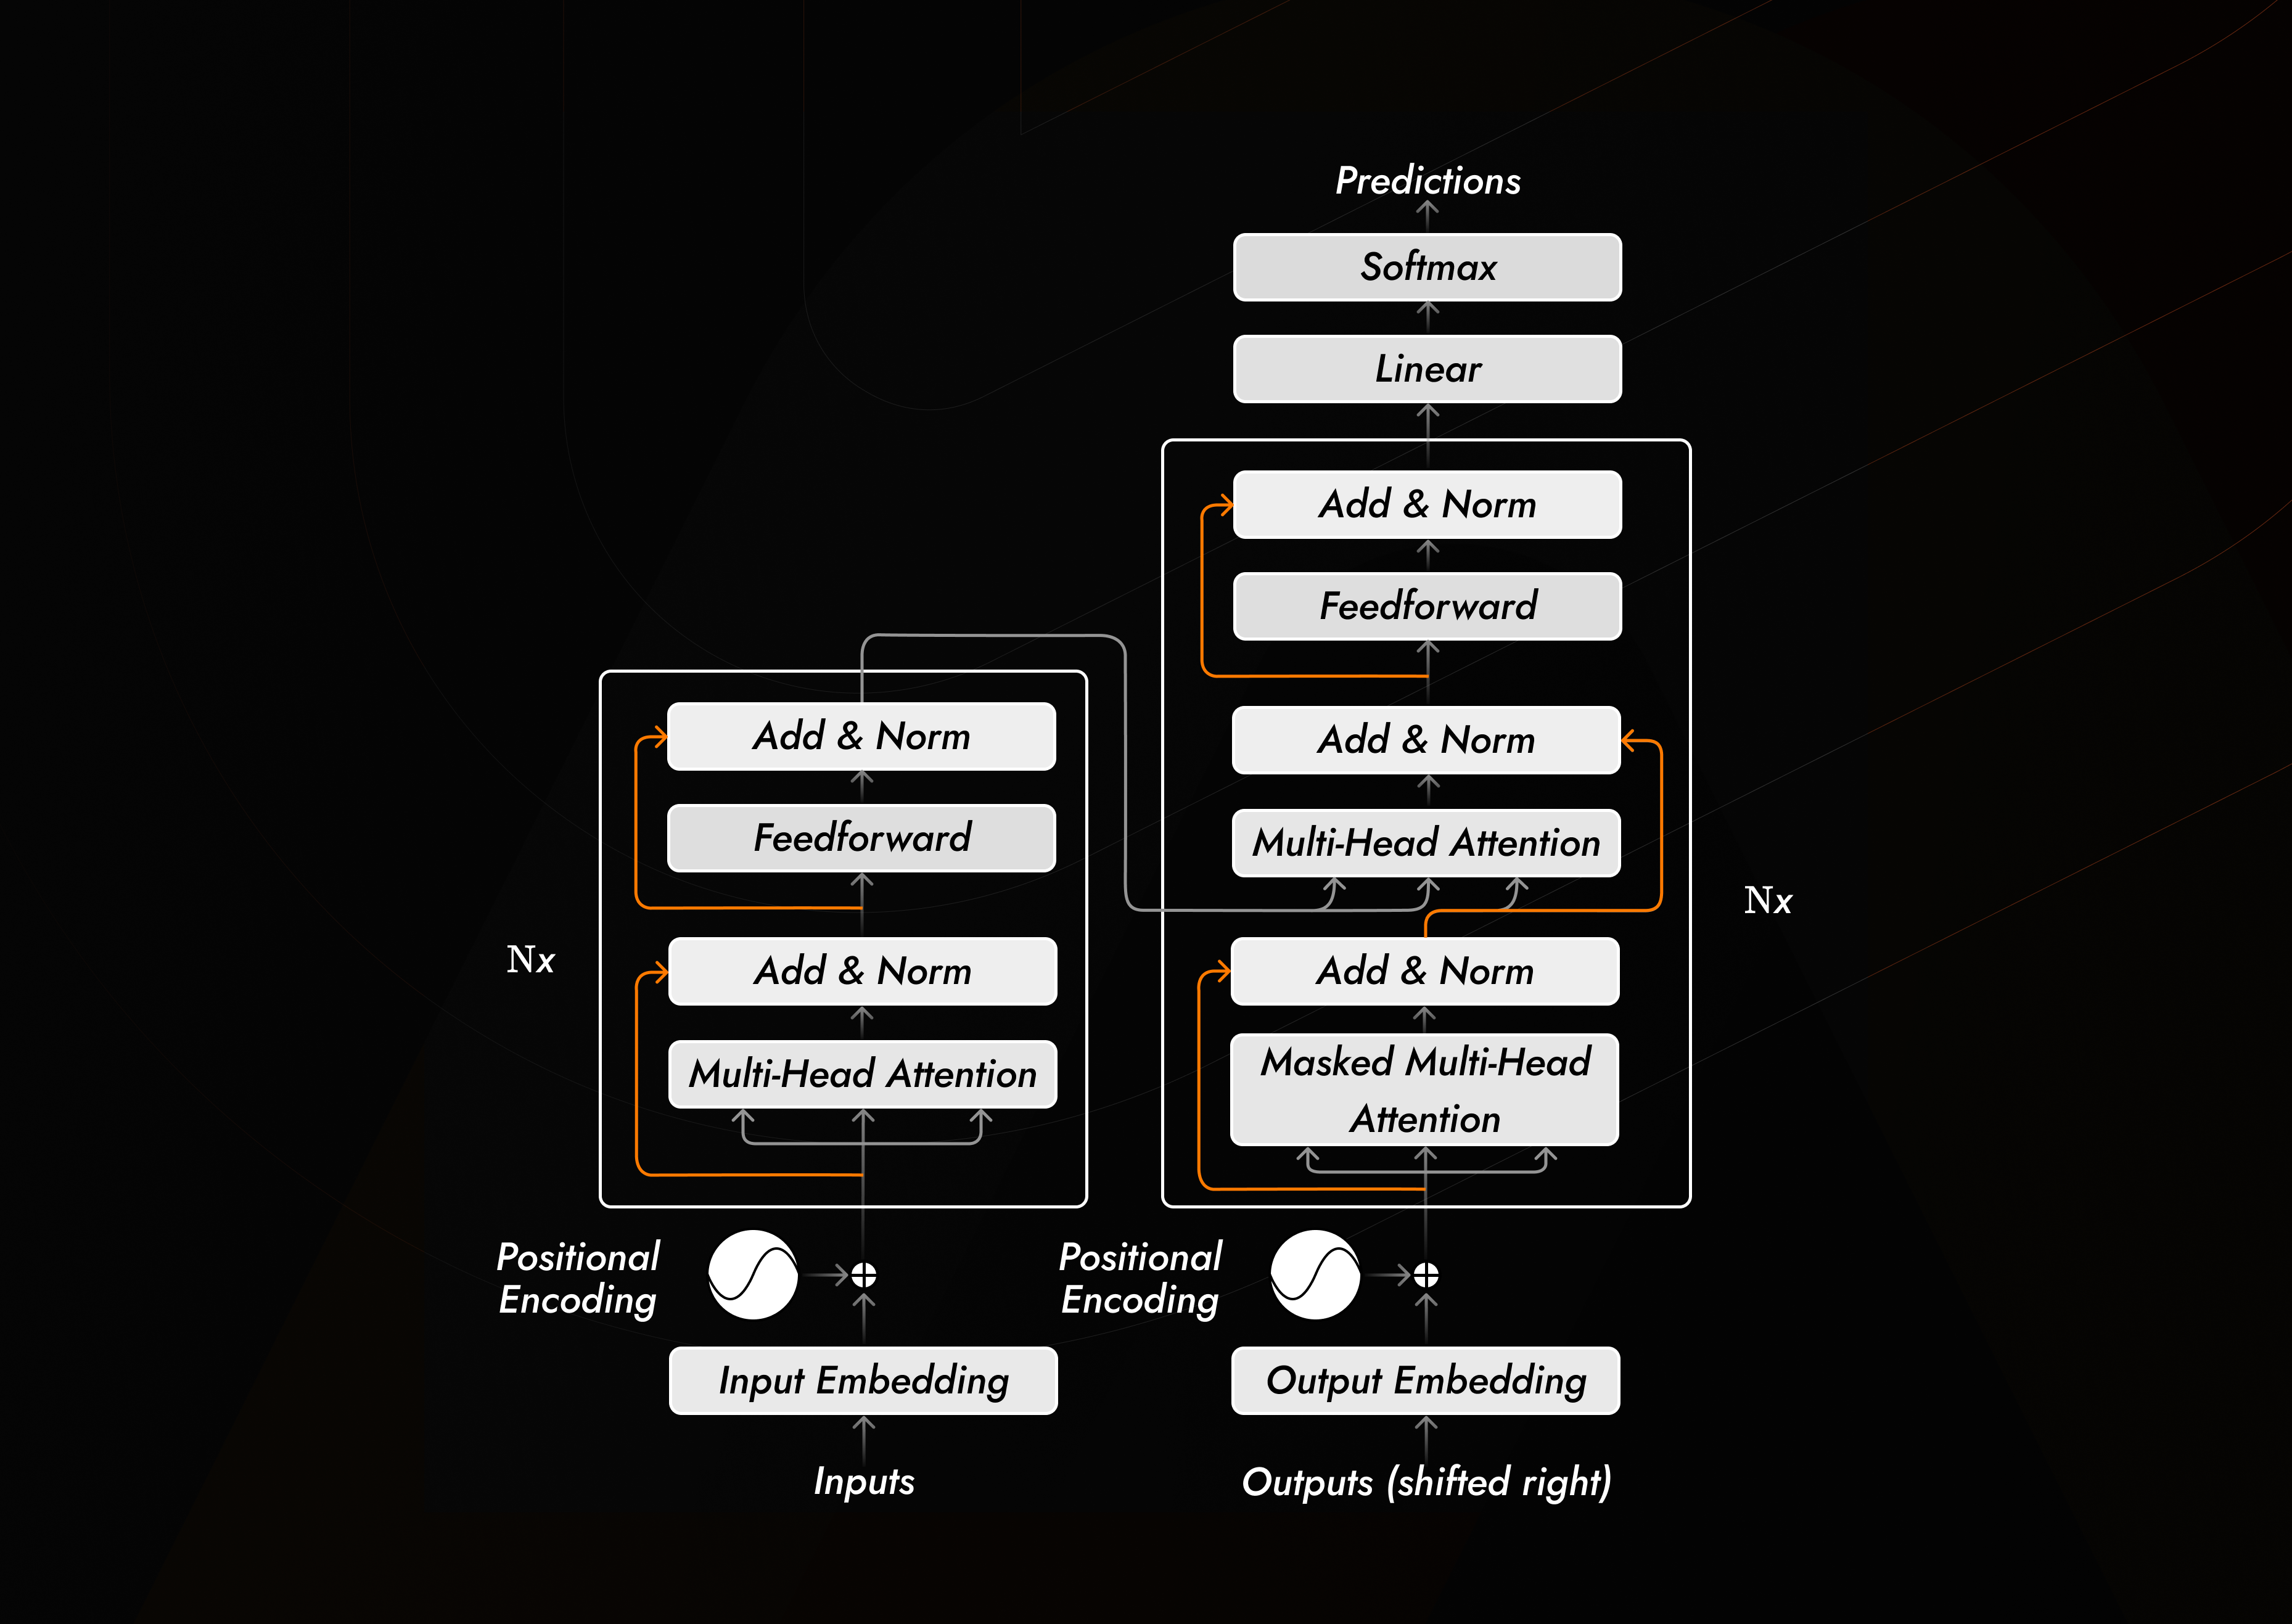 Predictions
Softmax
Linear
Add & Norm
Feedforward
Add & Norm
Multi-Head Attention
Nx
Add & Norm
Masked Multi-Head
Attention
Positional
Encoding
Output Embedding
Outputs (shifted right)
Add & Norm
Feedforward
Nx
Add & Norm
Multi-Head Attention
Positional
Encoding
Input Embedding
Inputs